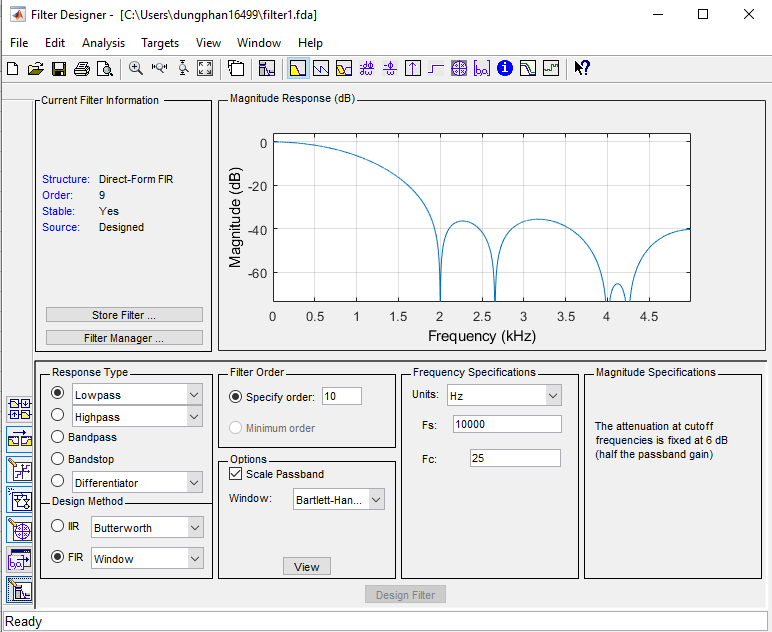 Filter Designer -  [C:\Users\dungphan16499\filter1.fda]
File Edit Analysis Targets View Window Help
Current Filter Information
Structure: Direct-Form FIR
Order: 9
Stable: Yes
Source: Designed
Store Filter ...
Filter Manager ...
Magnitude Response (dB)
Magnitude (dB)
0
-20
-40
-60
0 0.5 1 1.5 2 2.5 3 3.5 4 4.5
Frequency (kHz)
Response Type
Lowpass
Highpass
Bandpass
Bandstop
Differentiator
Design Method
IIR Butterworth
FIR Window
Filter Order
Specify order: 10
Minimum order
Options
Scale Passband
Window: Bartlett-Han...
View
Frequency Specifications
Units: Hz
Fs: 10000
Fc: 25
Magnitude Specifications
The attenuation at cutoff
frequencies is fixed at 6 dB
(half the passband gain)
Design Filter
Ready